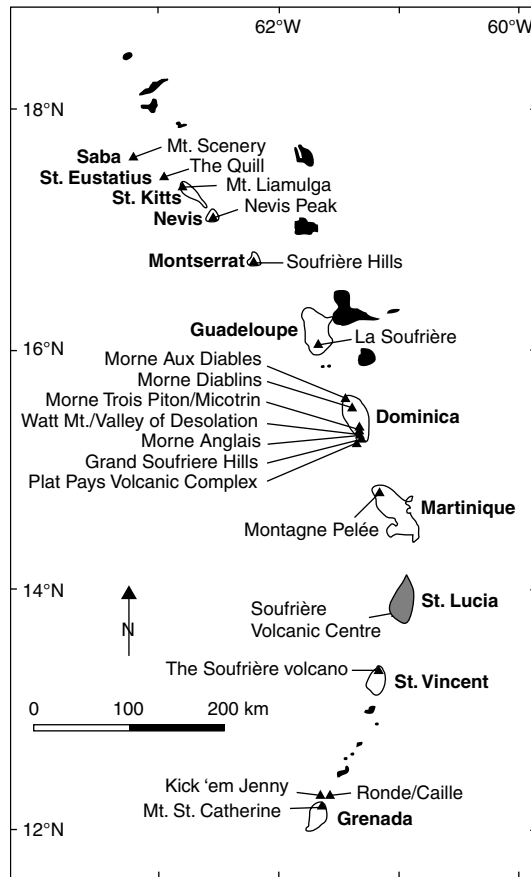 62°W
60°W
18°N
Mt. Scenery
Saba
The Quill
St. Eustatius
Mt. Liamulga
St. Kitts
Nevis Peak
Nevis
Montserrat
Soufrière Hills
Guadeloupe
La Soufrière
16°N
Morne Aux Diables
Morne Diablins
Morne Trois Piton/Micotrin
Watt Mt./Valley of Desolation
Dominica
Morne Anglais
Grand Soufriere Hills
Plat Pays Volcanic Complex
Martinique
Montagne Pelée
14°N
Soufrière
Volcanic Centre
St. Lucia
N
The Soufrière volcano
St. Vincent
0 100 200 km
Kick ‘em Jenny
Ronde/Caille
Mt. St. Catherine
Grenada
12°N